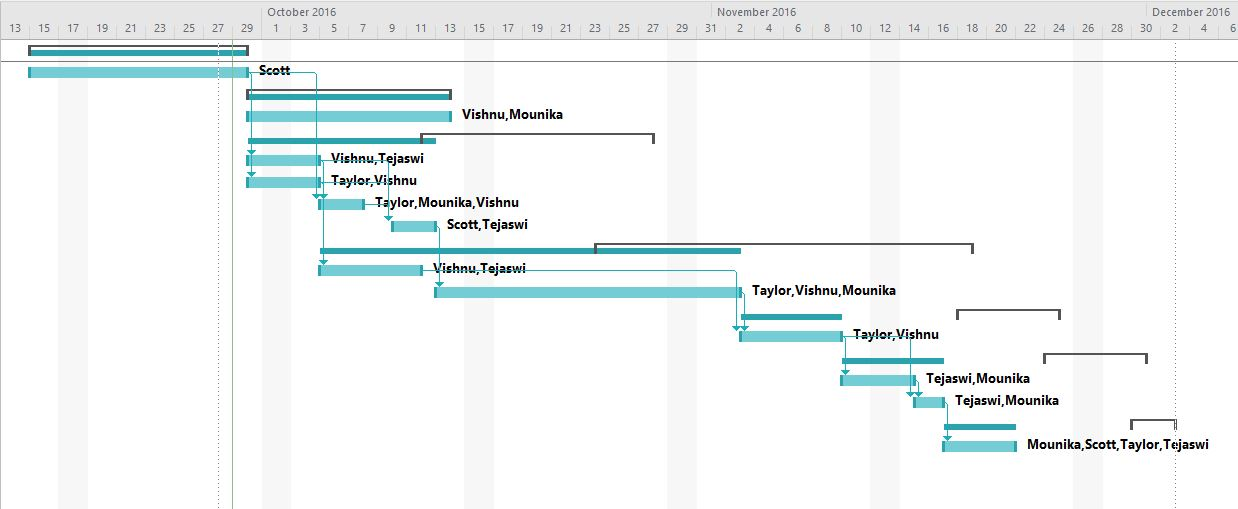 October 2016 November 2016 December 2016
13 15 17 19 21 23 25 27 29 1 3 5 7 9 11 13 15 17 19 21 23 25 27 29 31 2 4 6 8 10 12 14 16 18 20 22 24 26 28 30 2 4 6
Scott
Vishnu,Mounika
Vishnu,Tejaswi
Taylor,Vishnu
Taylor,Mounika,Vishnu
Scott,Tejaswi
Vishnu,Tejaswi
Taylor,Vishnu,Mounika
Taylor,Vishnu
Tejaswi,Mounika
Tejaswi,Mounika
Mounika,Scott,Taylor,Tejaswi